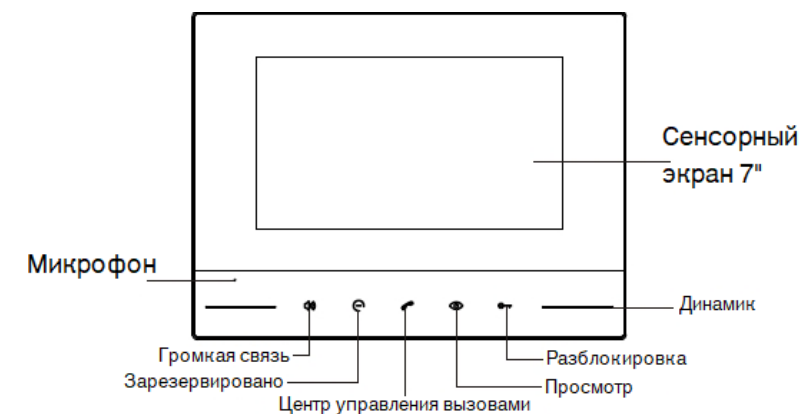 Сенсорный
экран 7"
Микрофон
Динамик
Громкая связь
Разблокировка
Зарезервировано
Просмотр
Центр управления вызовами